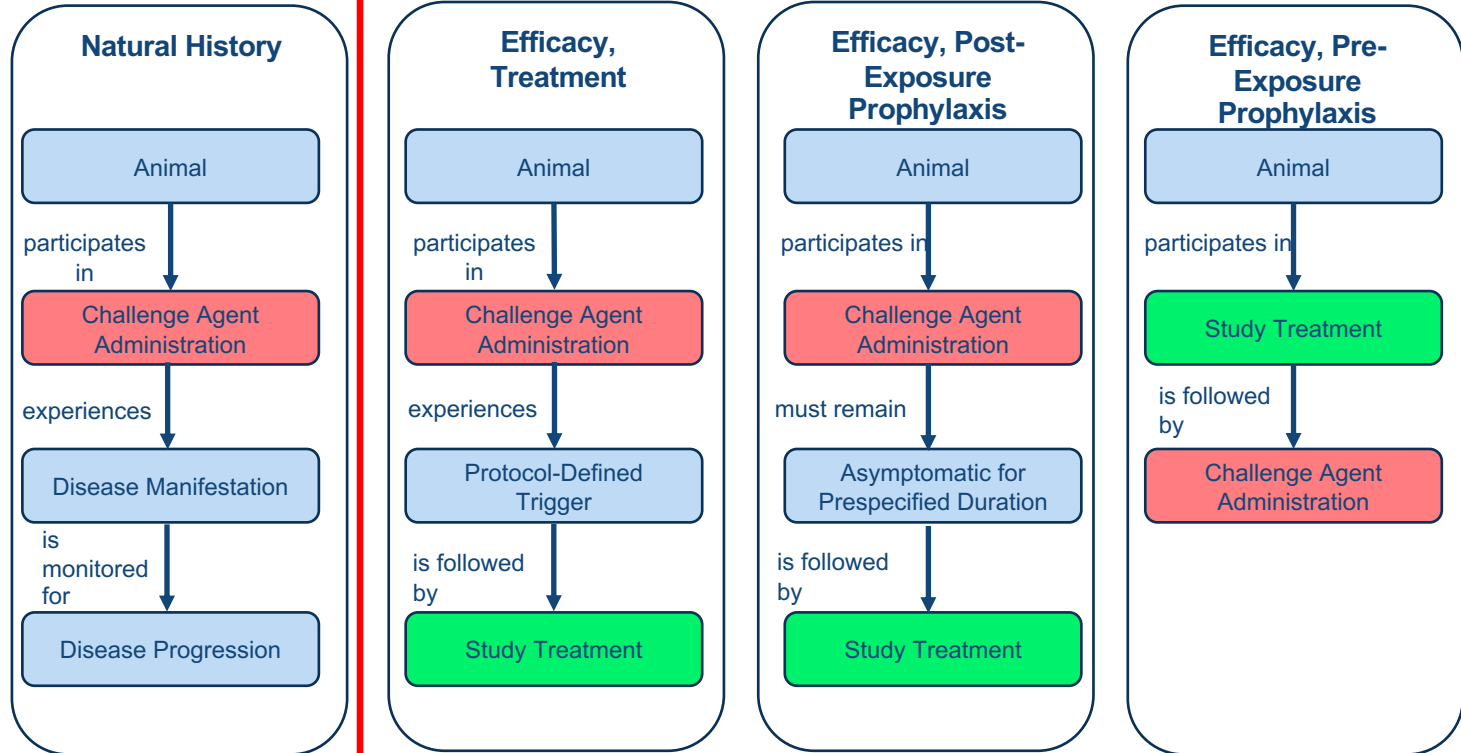 Natural History
Animal
participates
in
Challenge Agent
Administration
experiences
Disease Manifestation
is
monitored
for
Disease Progression
Efficacy,
Treatment
Animal
participates
in
Challenge Agent
Administration
experiences
Protocol-Defined
Trigger
is followed
by
Study Treatment
Efficacy, Post-
Exposure
Prophylaxis
Animal
participates in
Challenge Agent
Administration
must remain
Asymptomatic for
Prespecified Duration
is followed
by
Study Treatment
Efficacy, Pre-
Exposure
Prophylaxis
Animal
participates in
Study Treatment
is followed
by
Challenge Agent
Administration